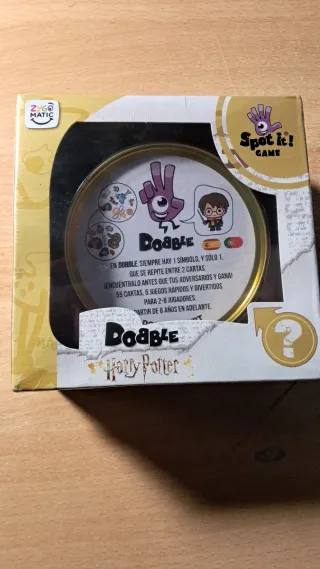 ZYGO
MATIC
Spot it!
GAME
DOBBLE
EN DOBBLE, SIEMPRE HAY 1 SÍMBOLO, Y SOLO 1,
QUE SE REPITE ENTRE 2 CARTAS.
¡ENCUÉNTRALO ANTES QUE TUS ADVERSARIOS Y GANA!
55 CARTAS, 5 JUEGOS RÁPIDOS Y DIVERTIDOS
PARA 2-8 JUGADORES.
PARTIR DE 6 AÑOS EN ADELANTE.
DOBBLE
Harry Potter
?